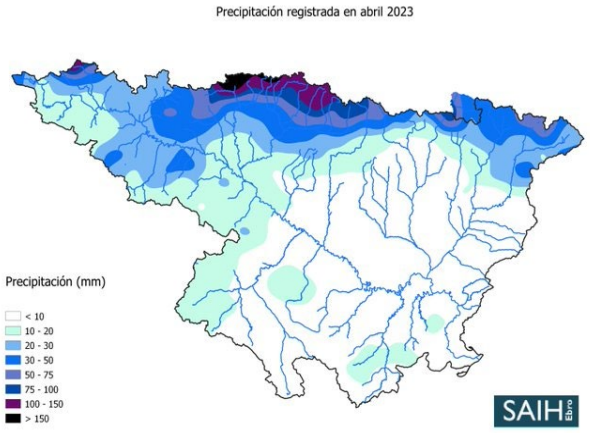 Precipitación registrada en abril 2023
Precipitación (mm)
< 10
10 - 20
20 - 30
30 - 50
50 - 75
75 - 100
100 - 150
> 150
SAIH Ebro